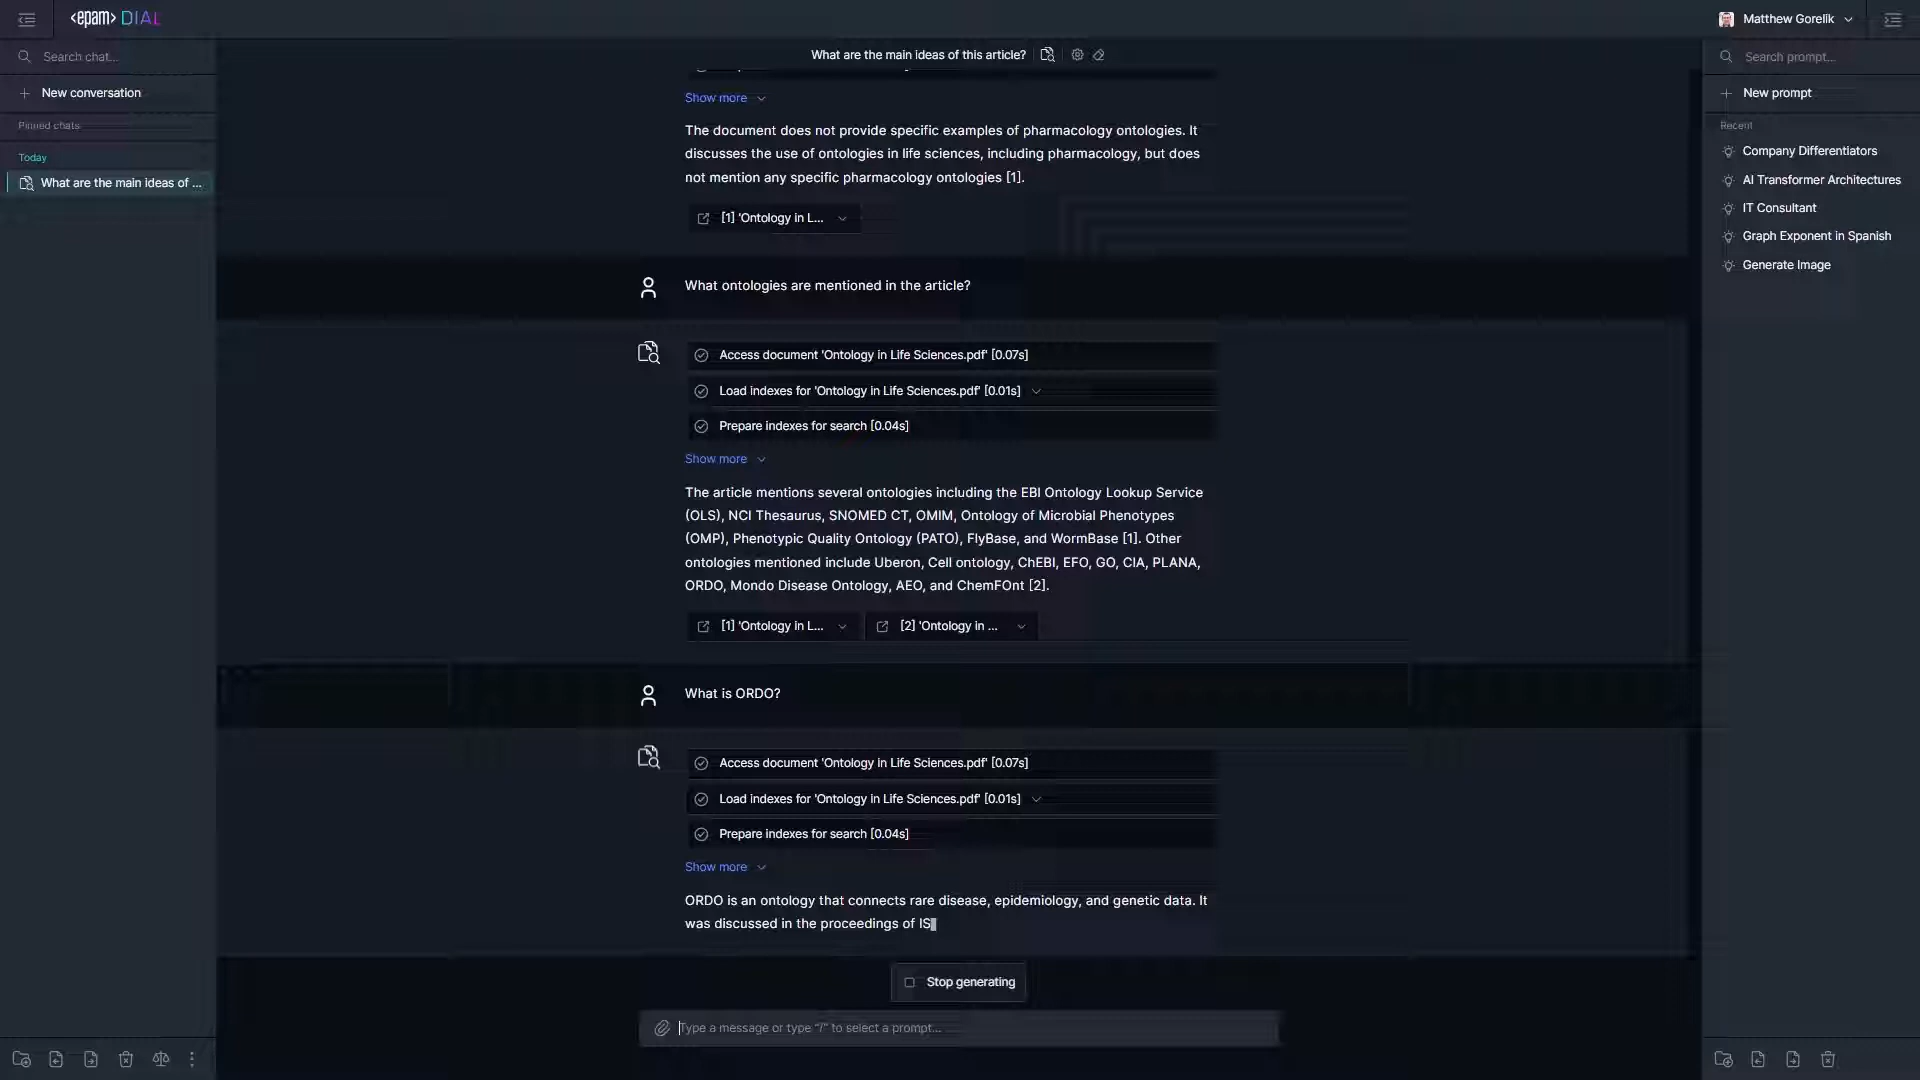 <epam> DIAL
Matthew Gorelik
Search chat...
New conversation
Pinned chats
Today
What are the main ideas of ...
What are the main ideas of this article?
Show more
The document does not provide specific examples of pharmacology ontologies. It
discusses the use of ontologies in life sciences, including pharmacology, but does
not mention any specific pharmacology ontologies [1].
[1] 'Ontology in L...
What ontologies are mentioned in the article?
Access document 'Ontology in Life Sciences.pdf' [0.07s]
Load indexes for 'Ontology in Life Sciences.pdf' [0.01s]
Prepare indexes for search [0.04s]
Show more
The article mentions several ontologies including the EBI Ontology Lookup Service
(OLS), NCI Thesaurus, SNOMED CT, OMIM, Ontology of Microbial Phenotypes
(OMP), Phenotypic Quality Ontology (PATO), FlyBase, and WormBase [1]. Other
ontologies mentioned include Uberon, Cell ontology, ChEBI, EFO, GO, CIA, PLANA,
ORDO, Mondo Disease Ontology, AEO, and ChemFOnt [2].
[1] 'Ontology in L... [2] 'Ontology in ...
What is ORDO?
Access document 'Ontology in Life Sciences.pdf' [0.07s]
Load indexes for 'Ontology in Life Sciences.pdf' [0.01s]
Prepare indexes for search [0.04s]
Show more
ORDO is an ontology that connects rare disease, epidemiology, and genetic data. It
was discussed in the proceedings of IS
Stop generating
Type a message or type "/" to select a prompt...
Search prompt...
New prompt
Recent
Company Differentiators
AI Transformer Architectures
IT Consultant
Graph Exponent in Spanish
Generate Image